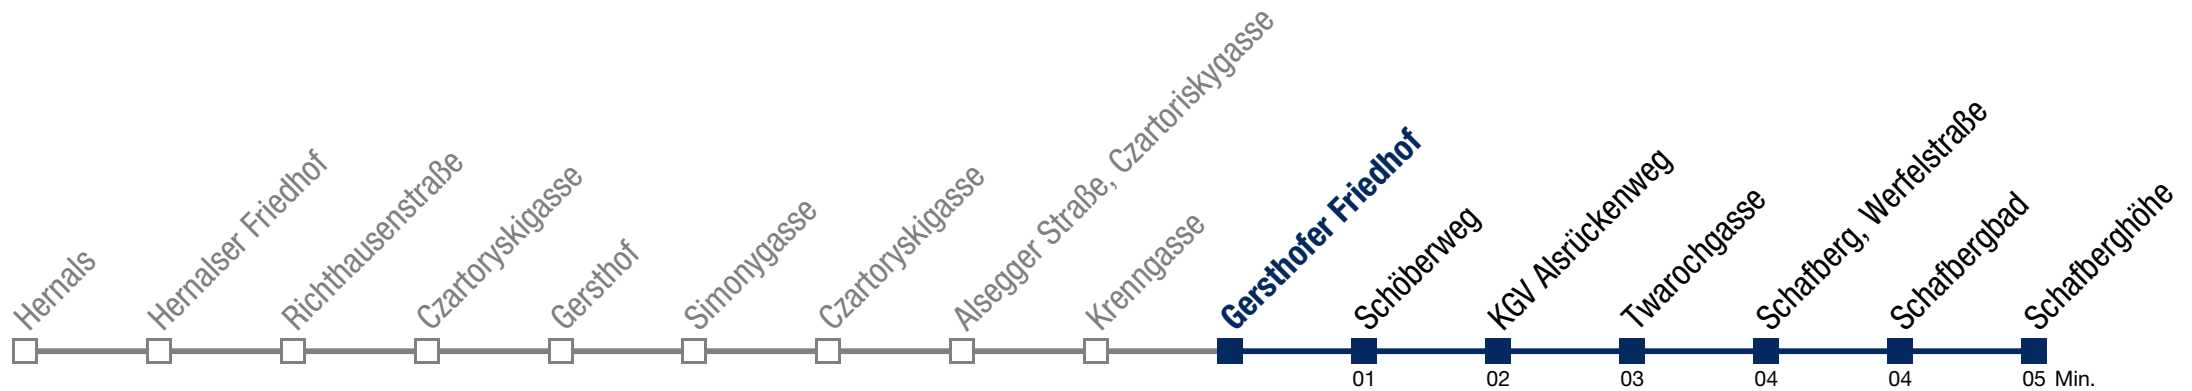 Hernals
Hernalser Friedhof
Richthausenstraße
Czartoryskigasse
Gersthof
Simonygasse
Czartoryskigasse
Alsegger Straße, Czartoriskygasse
Krenngasse
Gersthofer Friedhof
Schöberweg
KGV Alsrückenweg
Twarochgasse
Schafberg, Werfelstraße
Schafbergbad
Schafberghöhe
01 02 03 04 04 05 Min.